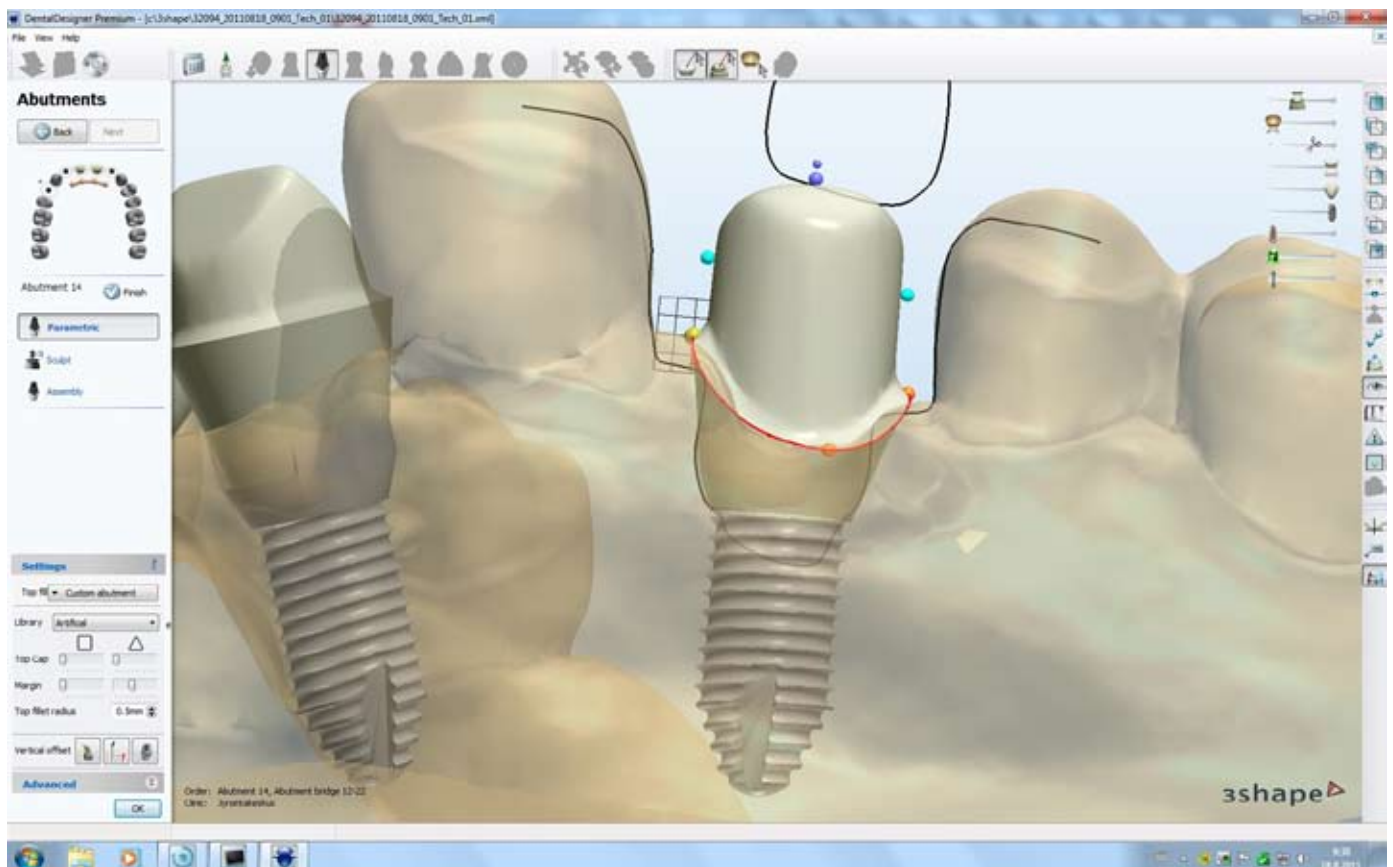 DentalDesigner Premium - [c:\3shape\32094_20110818_0901_Tech_01\32094_20110818_0901_Tech_01.xml]
File View Help
Abutments
Back Next
Abutment 14 Finish
Parametric
Sculpt
Assembly
Settings
Custom abutment
Library Artificial
Top Cap
Margin
Top fillet radius 0.5mm
Vertical offset
Advanced
OK
Order: Abutment 14, Abutment bridge 12-22
Clinic: Jyrontakeskus
3shape